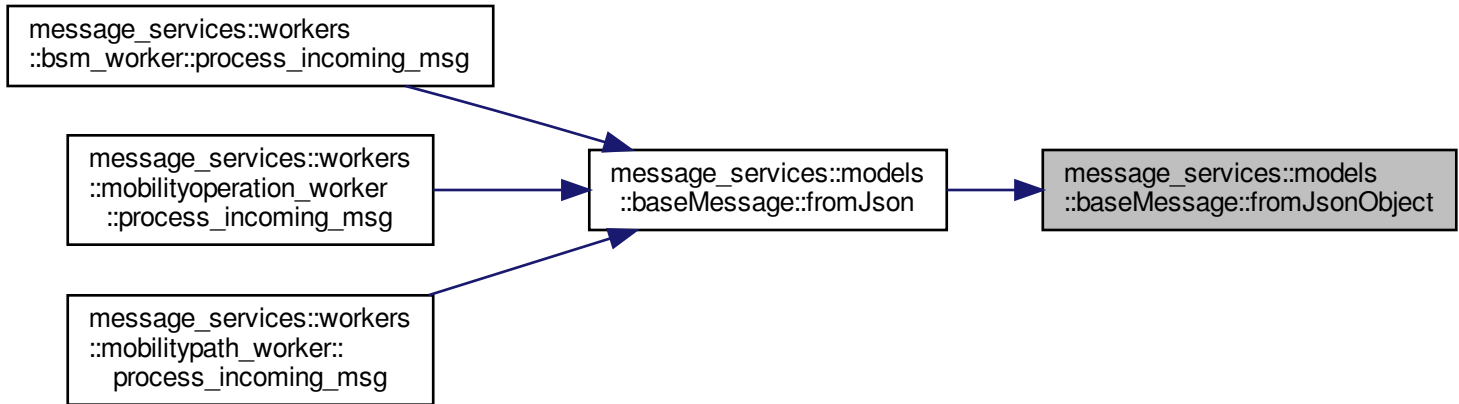 message_services::workers
::bsm_worker::process_incoming_msg
message_services::workers
::mobilityoperation_worker
::process_incoming_msg
message_services::workers
::mobilitypath_worker::
process_incoming_msg
message_services::models
::baseMessage::fromJson
message_services::models
::baseMessage::fromJsonObject